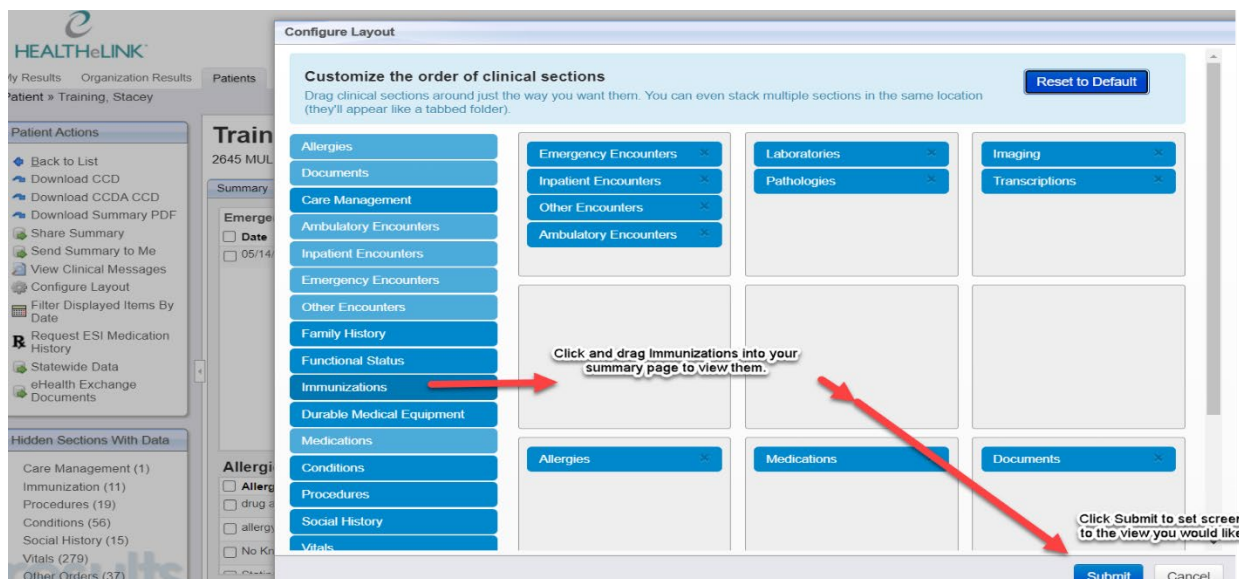 HEALTHeLINK
My Results Organization Results Patients
Patient » Training, Stacey
Patient Actions
Back to List
Download CCD
Download CCDA CCD
Download Summary PDF
Share Summary
Send Summary to Me
View Clinical Messages
Configure Layout
Filter Displayed Items By
Date
Request ESI Medication
History
Statewide Data
eHealth Exchange
Documents
Hidden Sections With Data
Care Management (1)
Immunization (11)
Procedures (19)
Conditions (56)
Social History (15)
Vitals (279)
Other Orders (37)
Train
2645 MUL
Summary
Emerge
Date
05/14/
Allergi
Allerg
drug a
allergy
No Kn
Configure Layout
Customize the order of clinical sections
Drag clinical sections around just the way you want them. You can even stack multiple sections in the same location
(they'll appear like a tabbed folder).
Reset to Default
Allergies
Documents
Care Management
Ambulatory Encounters
Inpatient Encounters
Emergency Encounters
Other Encounters
Family History
Functional Status
Immunizations
Durable Medical Equipment
Medications
Conditions
Procedures
Social History
Vitals
Emergency Encounters
Inpatient Encounters
Other Encounters
Ambulatory Encounters
Laboratories
Pathologies
Imaging
Transcriptions
Click and drag Immunizations into your
summary page to view them.
Allergies
Medications
Documents
Click Submit to set screen
to the view you would like
Submit Cancel